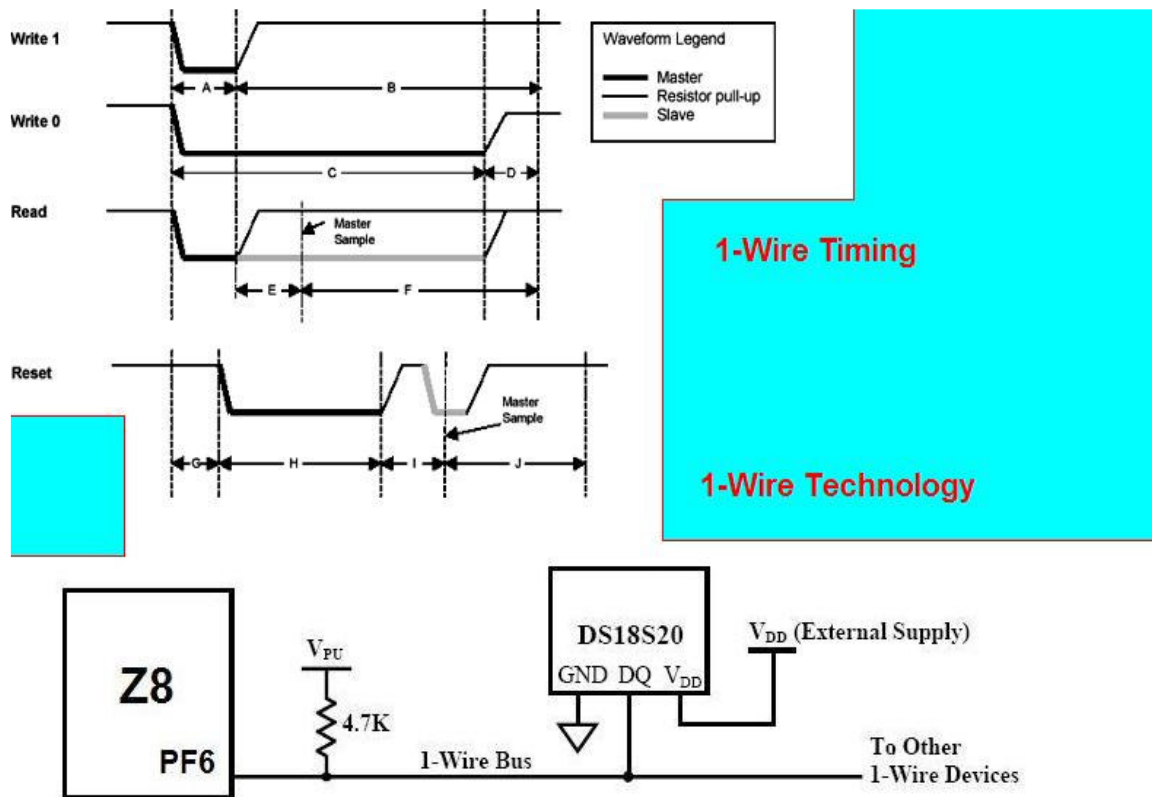 Write 1
A
B
Waveform Legend
Master
Resistor pull-up
Slave
Write 0
C
D
Read
Master
Sample
E
F
1-Wire Timing
Reset
Master
Sample
G
H
I
J
1-Wire Technology
Z8
PF6
VPU
4.7K
1-Wire Bus
DS18S20
GND DQ VDD
VDD (External Supply)
To Other
1-Wire Devices